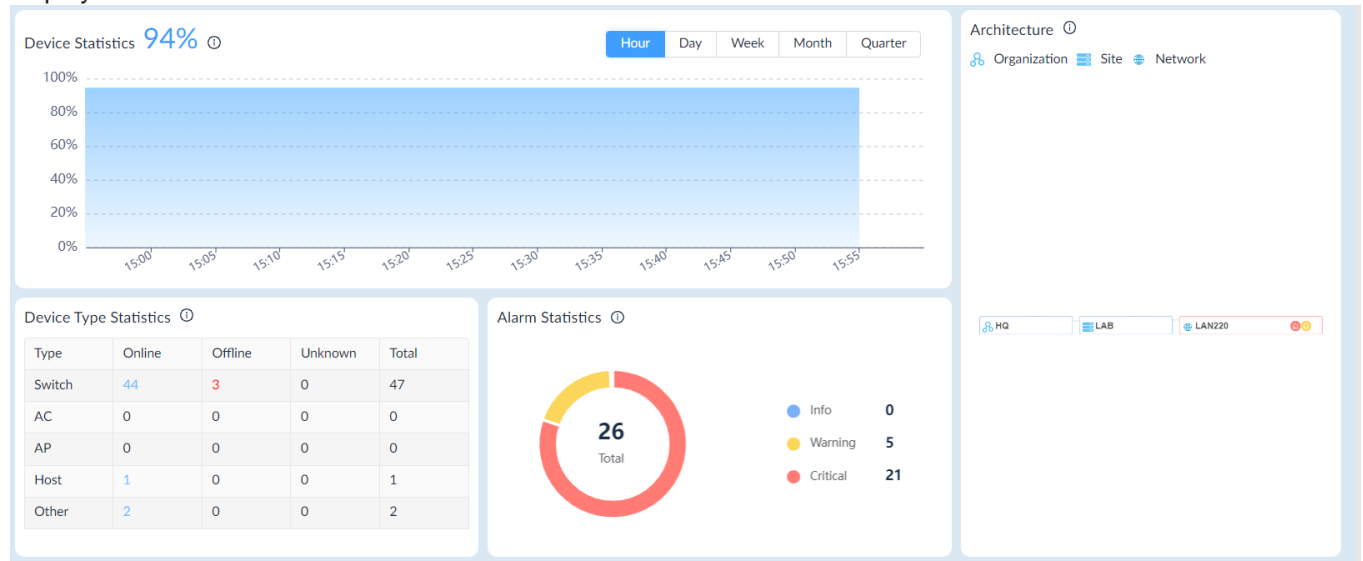 Device Statistics 94%
Hour Day Week Month Quarter
100%
80%
60%
40%
20%
0%
15:00 15:05 15:10 15:15 15:20 15:25 15:30 15:35 15:40 15:45 15:50 15:55
Device Type Statistics
Type Online Offline Unknown Total
Switch 44 3 0 47
AC 0 0 0 0
AP 0 0 0 0
Host 1 0 0 1
Other 2 0 0 2
Alarm Statistics
26
Total
Info 0
Warning 5
Critical 21
Architecture
Organization Site Network
HQ LAB LAN220